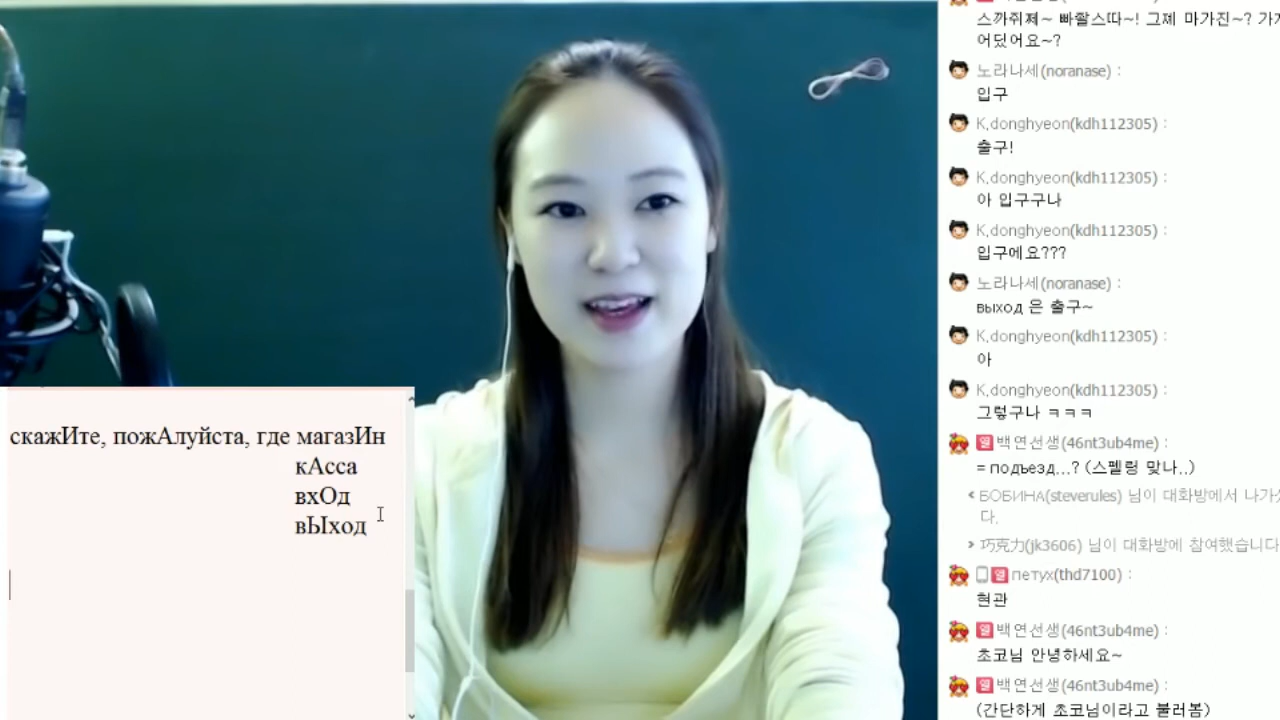 скажИте, пожАлуйста, где магазИн
кАсса
вхОд
вЫход
스까쥐쪠~ 빠좔스따~! 그졔 마가진~?
어딨어요~?
노라나세(noranase) :
입구
K,donghyeon(kdh112305) :
출구!
K,donghyeon(kdh112305) :
아 입구구나
K,donghyeon(kdh112305) :
입구에요???
노라나세(noranase) :
выход 은 출구~
K,donghyeon(kdh112305) :
아
K,donghyeon(kdh112305) :
그렇구나 ㅋㅋㅋ
열 백연선생(46nt3ub4me) :
= подъезд...? (스펠링 맞나..)
БОБИНА(steverules) 님이 대화방에서
다.
巧克力(jk3606) 님이 대화방에 참여했습니다
열 петух(thd7100) :
현관
열 백연선생(46nt3ub4me) :
초코님 안녕하세요~
열 백연선생(46nt3ub4me) :
(간단하게 초코님이라고 불러봄)